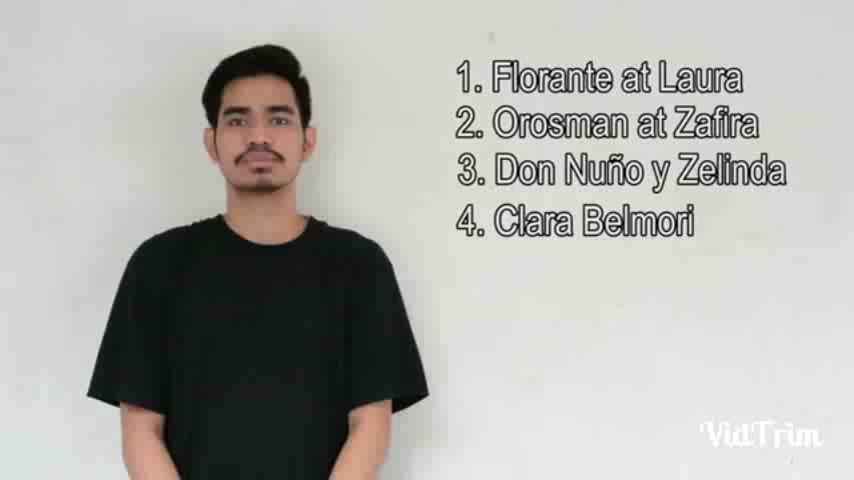 1. Florante at Laura
2. Orosman at Zafira
3. Don Nuño y Zelinda
4. Clara Belmori
VidTrim